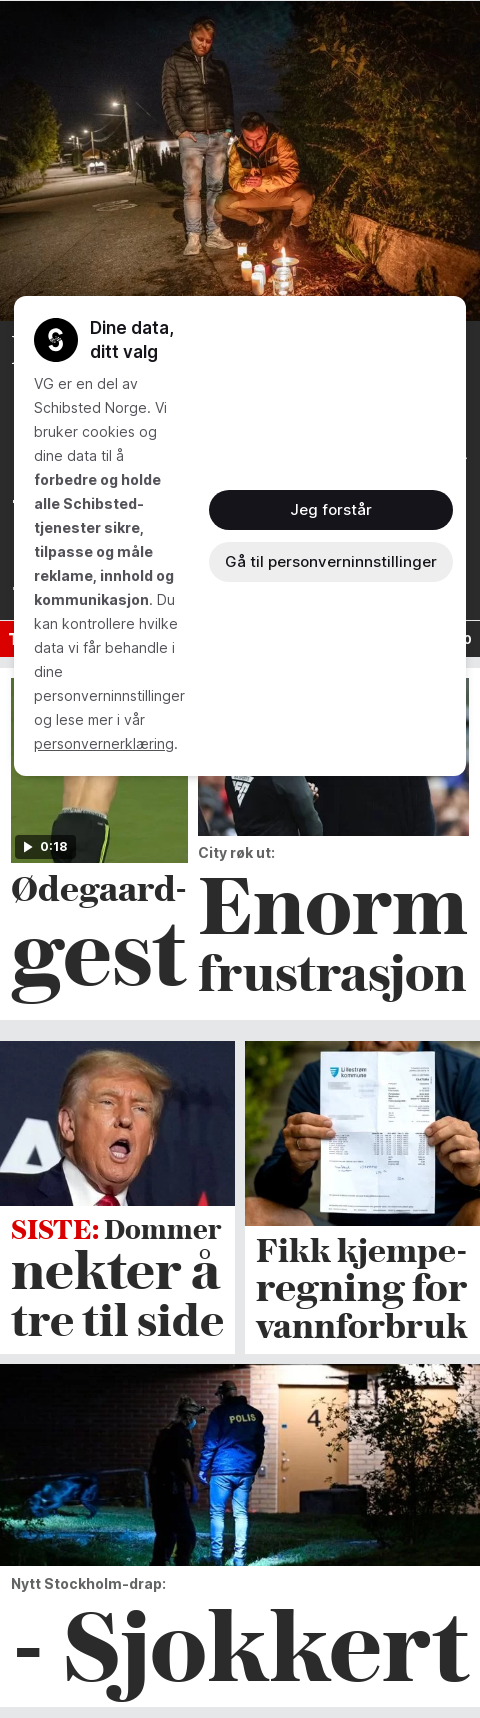 Dine data,
ditt valg
VG er en del av
Schibsted Norge. Vi
bruker cookies og
dine data til å
forbedre og holde
alle Schibsted-
tjenester sikre,
tilpasse og måle
reklame, innhold og
kommunikasjon. Du
kan kontrollere hvilke
data vi får behandle i
dine
personverninnstillinger
og lese mer i vår
personvernerklæring.
Jeg forstår
Gå til personverninnstillinger
0:18
Ødegaard-
gest
City røk ut:
Enorm
frustrasjon
SISTE: Dommer
nekter å
tre til side
Lillestrøm
kommune
Fikk kjempe-
regning for
vannforbruk
POLIS
4
Nytt Stockholm-drap:
- Sjokkert